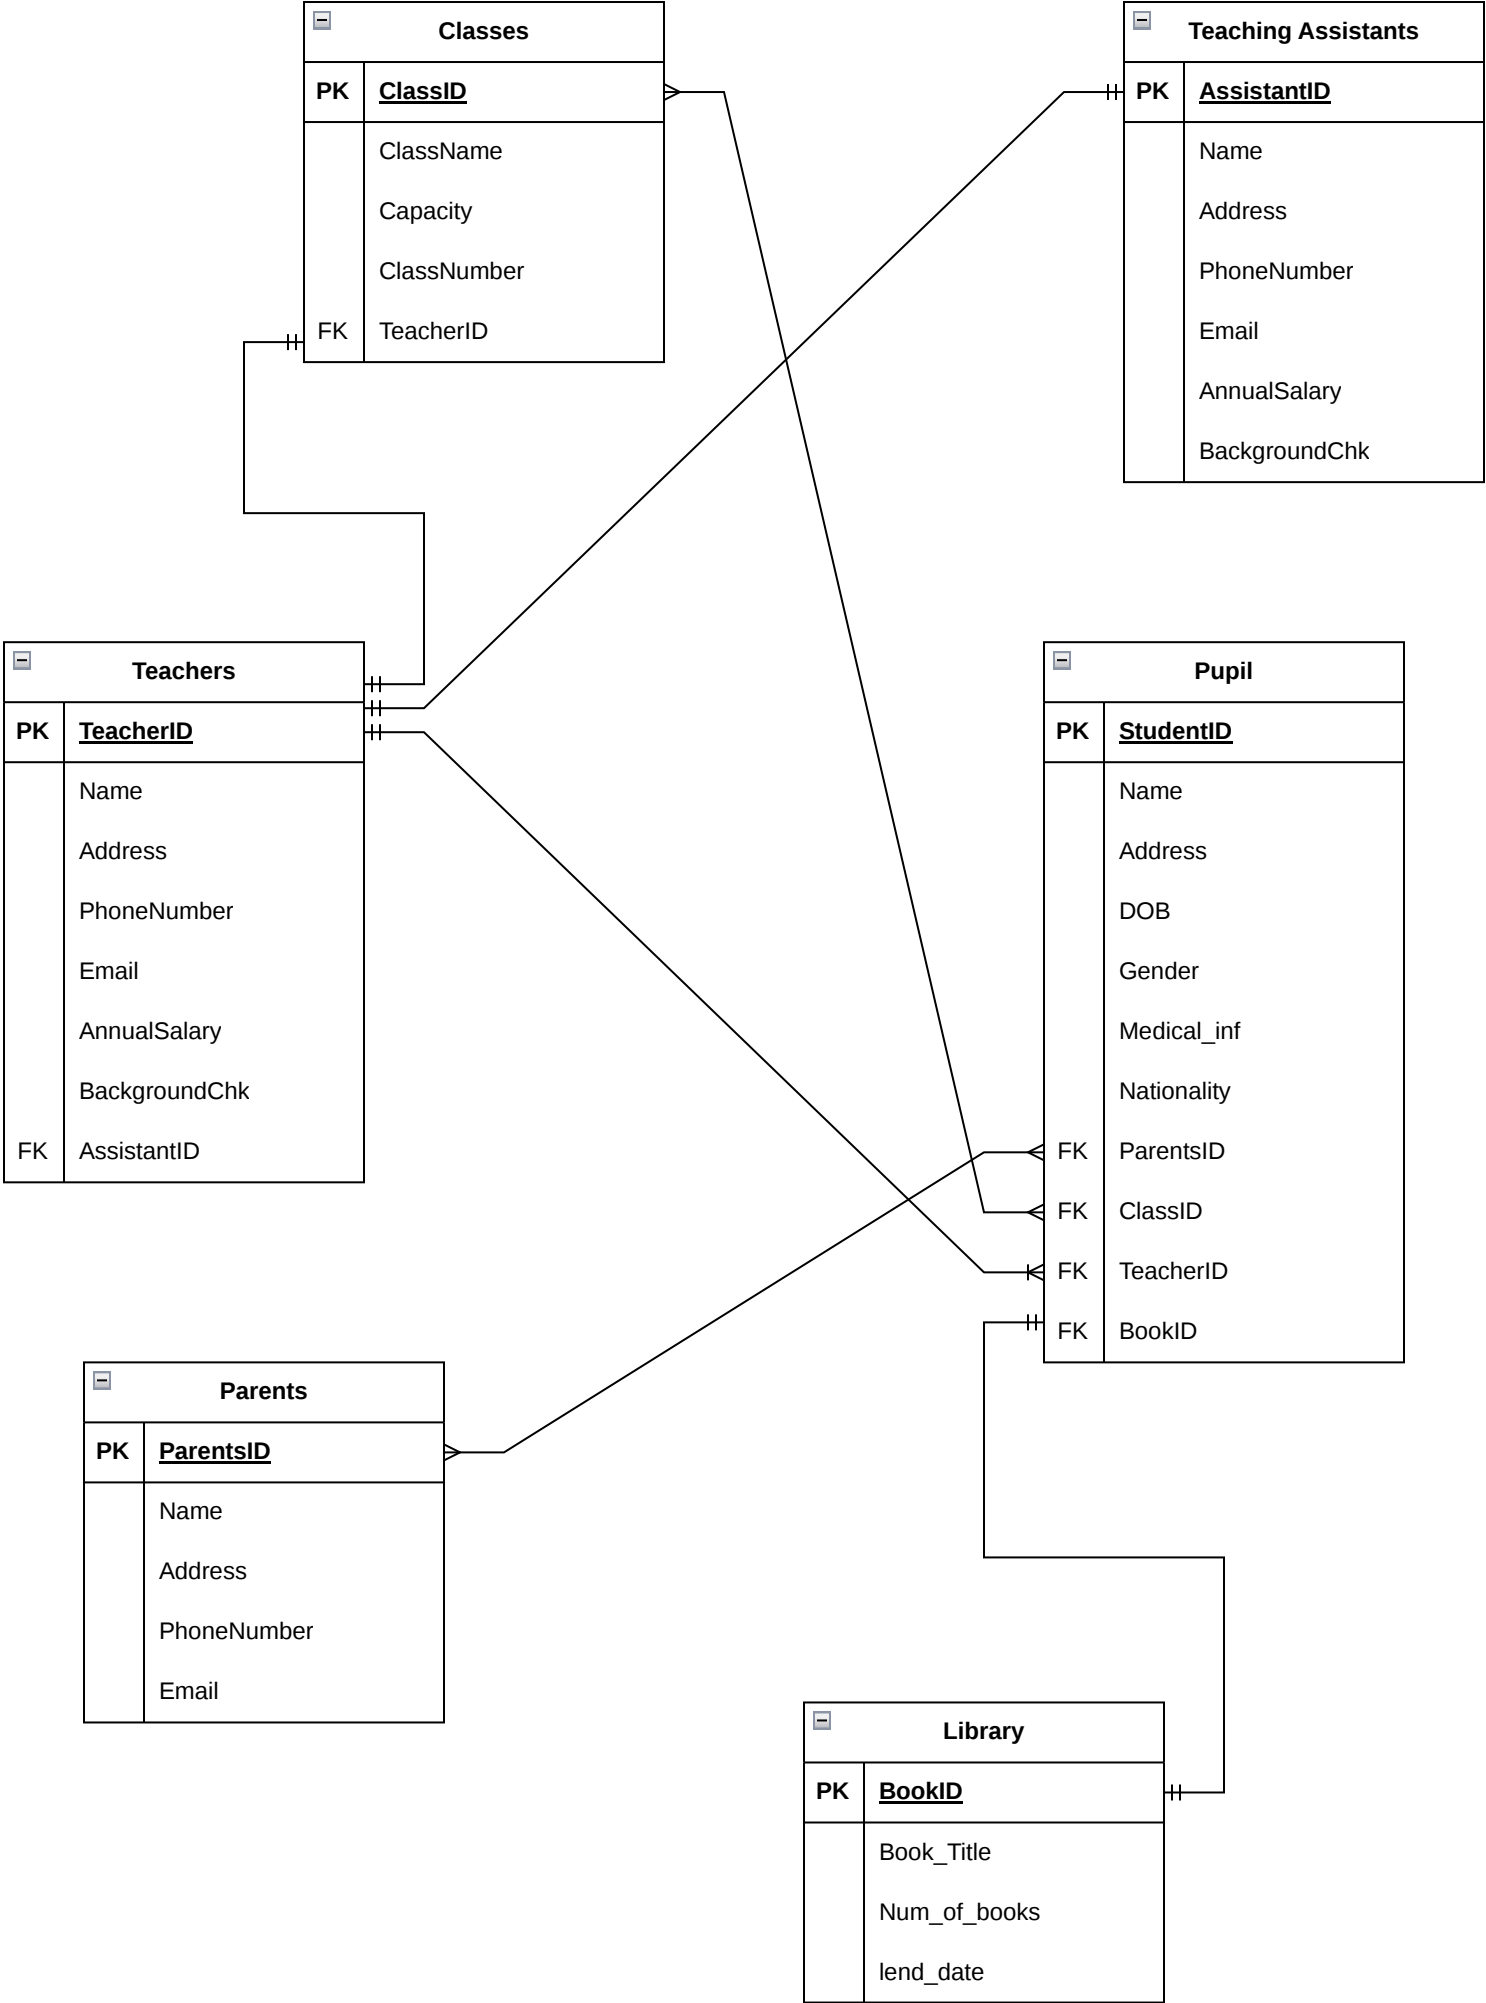 Classes
PK ClassID
ClassName
Capacity
ClassNumber
FK TeacherID
Teaching Assistants
PK AssistantID
Name
Address
PhoneNumber
Email
AnnualSalary
BackgroundChk
Teachers
PK TeacherID
Name
Address
PhoneNumber
Email
AnnualSalary
BackgroundChk
FK AssistantID
Pupil
PK StudentID
Name
Address
DOB
Gender
Medical_inf
Nationality
FK ParentsID
FK ClassID
FK TeacherID
FK BookID
Parents
PK ParentsID
Name
Address
PhoneNumber
Email
Library
PK BookID
Book_Title
Num_of_books
lend_date